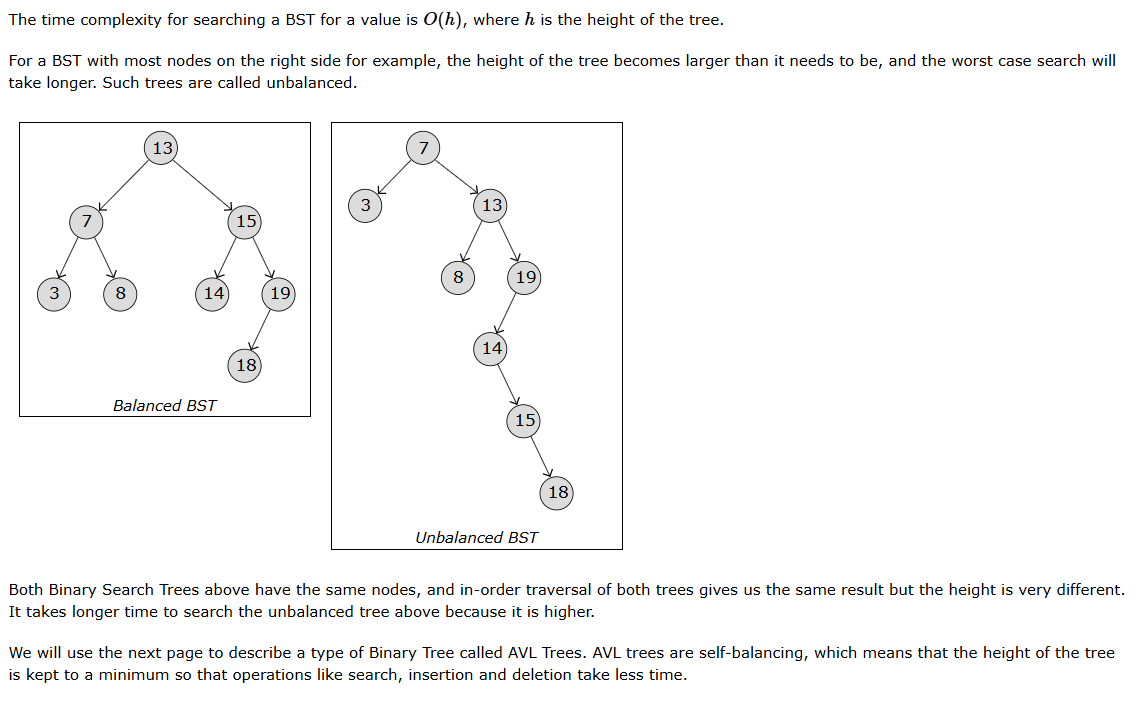 The time complexity for searching a BST for a value is O(h), where h is the height of the tree.
For a BST with most nodes on the right side for example, the height of the tree becomes larger than it needs to be, and the worst case search will
take longer. Such trees are called unbalanced.
13
7
15
3
8
14
19
18
Balanced BST
7
3
13
8
19
14
15
18
Unbalanced BST
Both Binary Search Trees above have the same nodes, and in-order traversal of both trees gives us the same result but the height is very different.
It takes longer time to search the unbalanced tree above because it is higher.
We will use the next page to describe a type of Binary Tree called AVL Trees. AVL trees are self-balancing, which means that the height of the tree
is kept to a minimum so that operations like search, insertion and deletion take less time.